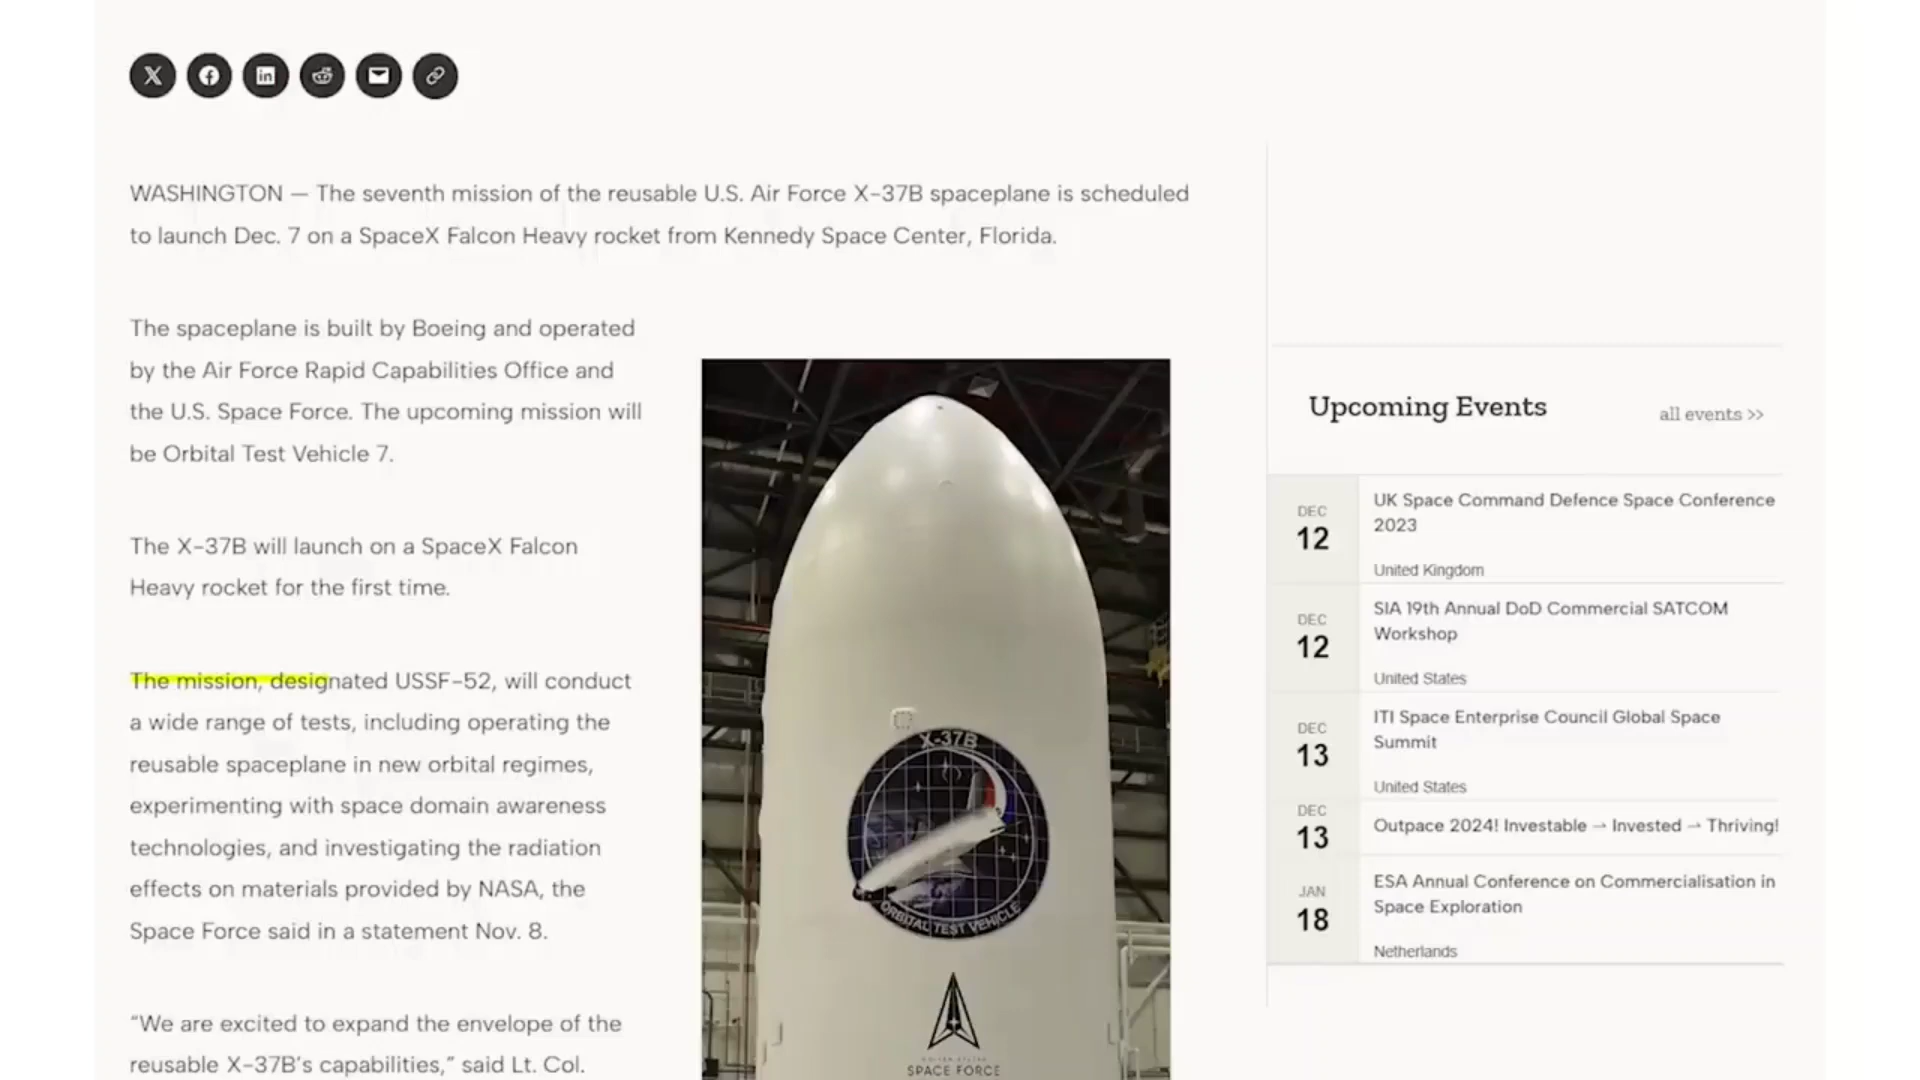 WASHINGTON — The seventh mission of the reusable U.S. Air Force X-37B spaceplane is scheduled
to launch Dec. 7 on a SpaceX Falcon Heavy rocket from Kennedy Space Center, Florida.
The spaceplane is built by Boeing and operated
by the Air Force Rapid Capabilities Office and
the U.S. Space Force. The upcoming mission will
be Orbital Test Vehicle 7.
The X-37B will launch on a SpaceX Falcon
Heavy rocket for the first time.
The mission, designated USSF-52, will conduct
a wide range of tests, including operating the
reusable spaceplane in new orbital regimes,
experimenting with space domain awareness
technologies, and investigating the radiation
effects on materials provided by NASA, the
Space Force said in a statement Nov. 8.
“We are excited to expand the envelope of the
reusable X-37B’s capabilities,” said Lt. Col.
X-37B
ORBITAL TEST VEHICLE
UNITED STATES
SPACE FORCE
Upcoming Events
all events >>
DEC
12
UK Space Command Defence Space Conference
2023
United Kingdom
DEC
12
SIA 19th Annual DoD Commercial SATCOM
Workshop
United States
DEC
13
ITI Space Enterprise Council Global Space
Summit
United States
DEC
13
Outpace 2024! Investable → Invested → Thriving!
JAN
18
ESA Annual Conference on Commercialisation in
Space Exploration
Netherlands